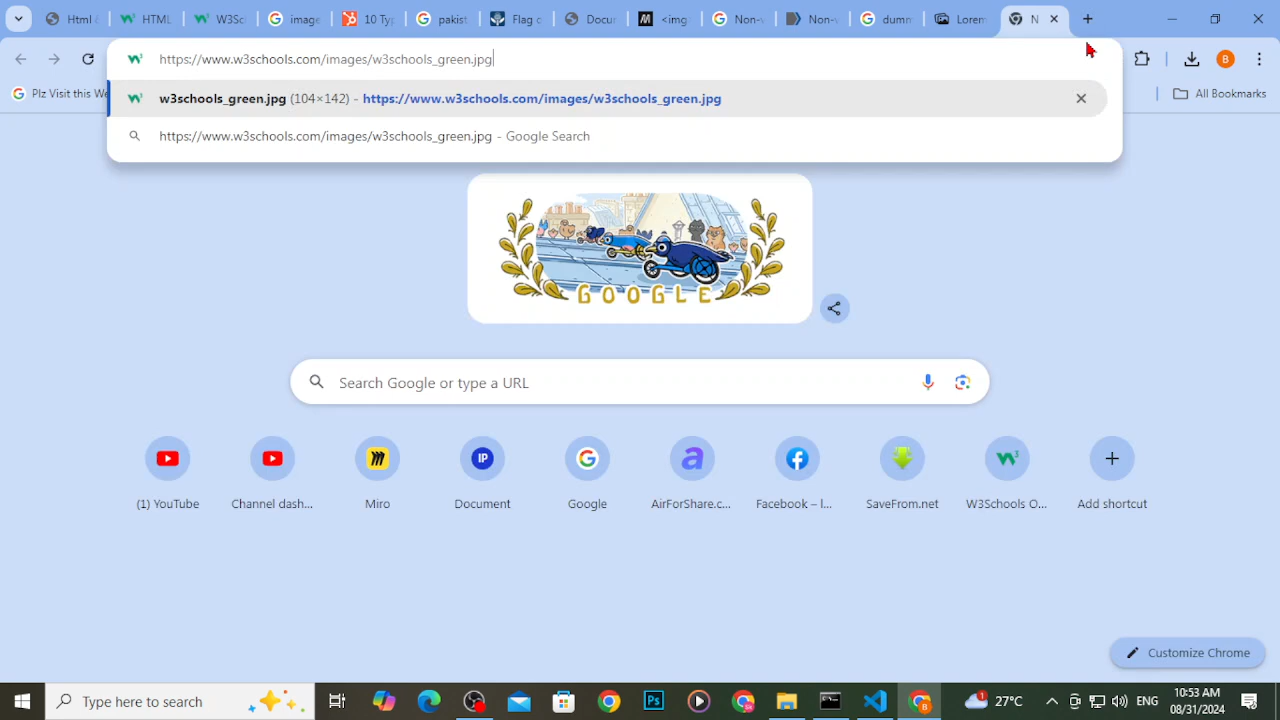 Html
HTML
W3Sc
image
10 Ty
pakist
Flag o
Docu
<img
Non-v
Non-v
dumm
Lorem
N
https://www.w3schools.com/images/w3schools_green.jpg
Plz Visit this We
All Bookmarks
w3schools_green.jpg (104×142) - https://www.w3schools.com/images/w3schools_green.jpg
https://www.w3schools.com/images/w3schools_green.jpg - Google Search
GOOGLE
Search Google or type a URL
(1) YouTube
Channel dash...
Miro
Document
Google
AirForShare.c...
Facebook – l...
SaveFrom.net
W3Schools O...
Add shortcut
Customize Chrome
Type here to search
27°C
ENG
10:53 AM
08/31/2024